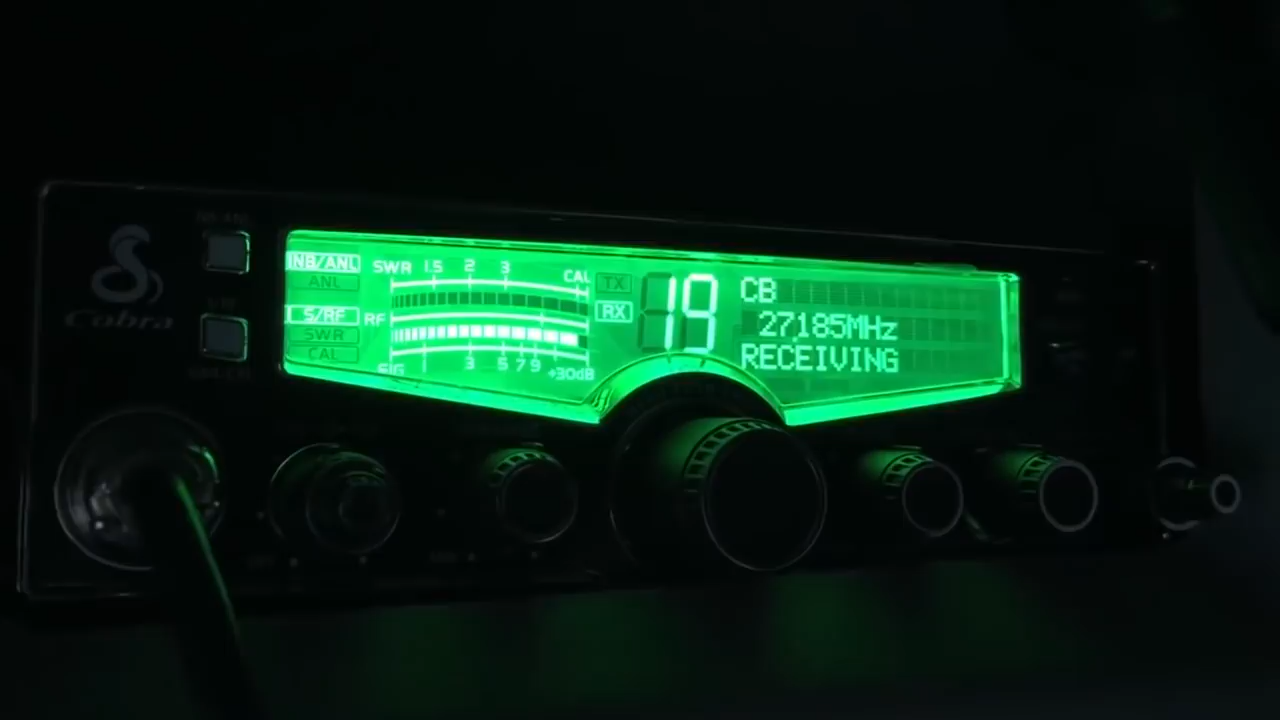 Cobra
NB/ANL
ANL
S/RF
SWR
CAL
SWR 1.5 2 3 CAL
RF
SIG 3 5 7 9 +30dB
TX
RX
19
CB
27.185MHz
RECEIVING